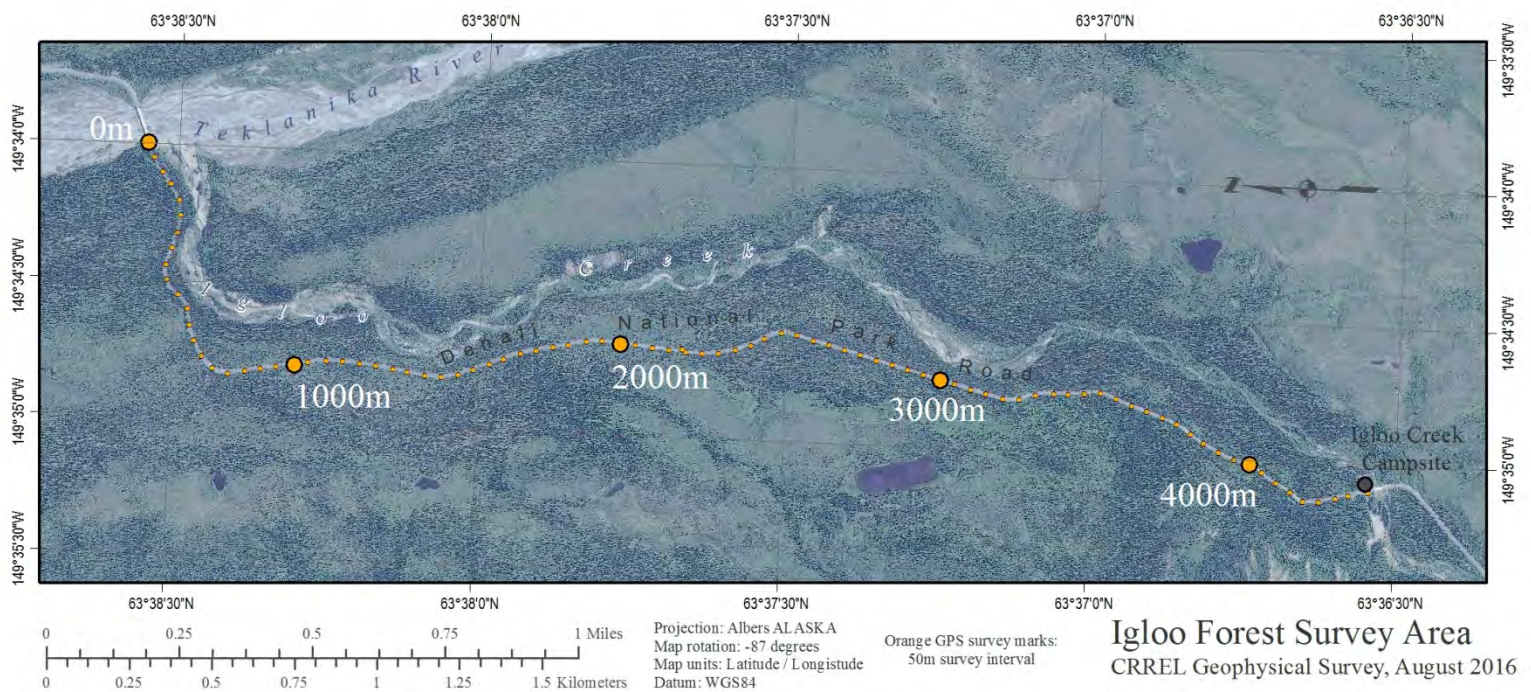 63°38'30"N 63°38'0"N 63°37'30"N 63°37'0"N 63°36'30"N
149°33'30"W
Teklanika River
0m
149°34'0"W
149°34'0"W
149°34'30"W
Igloo Creek
Denali National Park Road
149°34'30"W
1000m
2000m
3000m
149°35'0"W
Igloo Creek
Campsite
149°35'0"W
4000m
149°35'30"W
63°38'30"N 63°38'0"N 63°37'30"N 63°37'0"N 63°36'30"N
0 0.25 0.5 0.75 1 Miles
0 0.25 0.5 0.75 1 1.25 1.5 Kilometers
Projection: Albers ALASKA
Map rotation: -87 degrees
Map units: Latitude / Longistude
Datum: WGS84
Orange GPS survey marks:
50m survey interval
Igloo Forest Survey Area
CRREL Geophysical Survey, August 2016